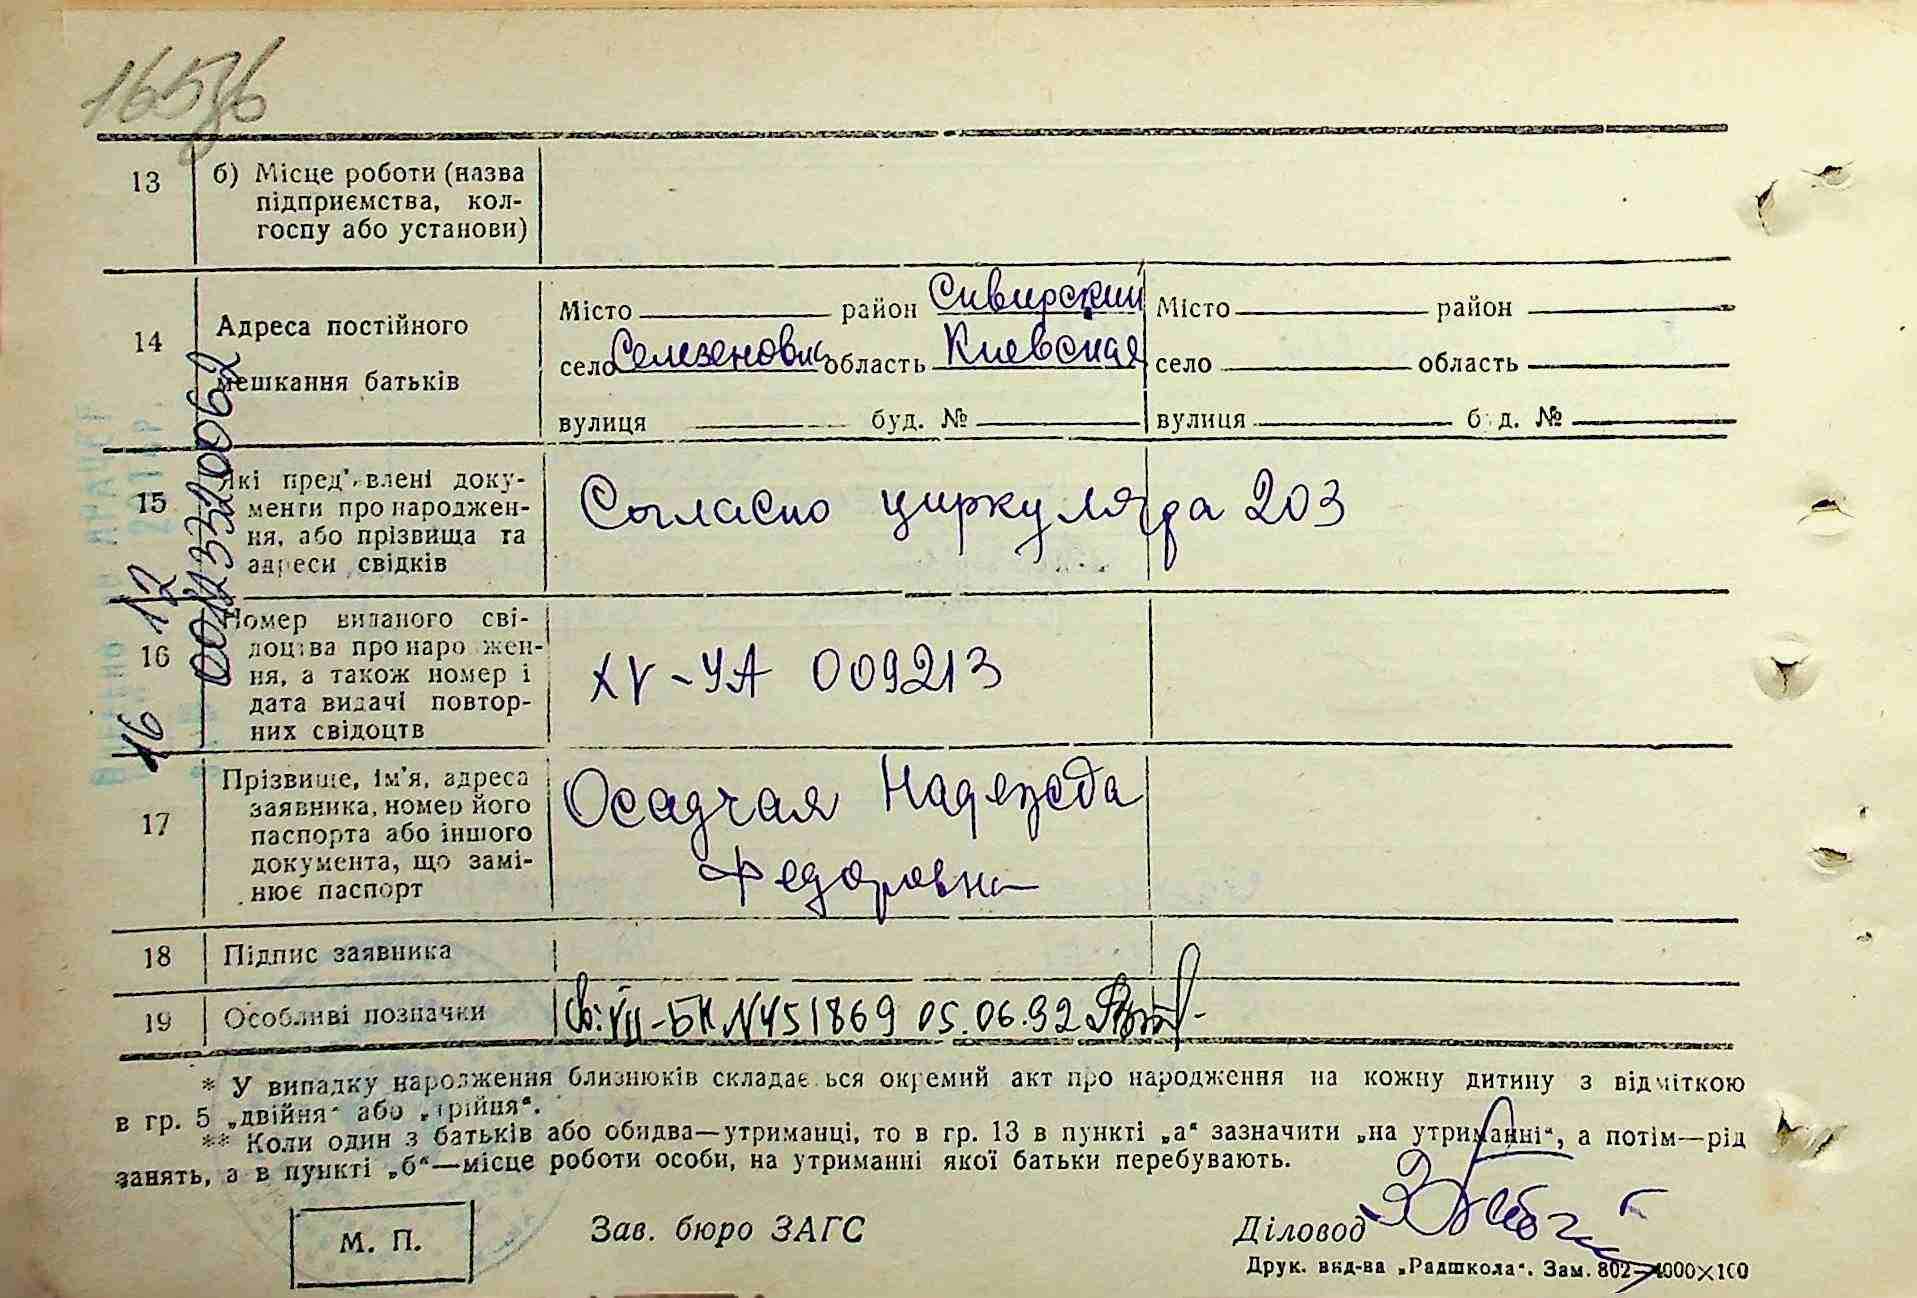 13
б) Місце роботи (назва
підприємства, кол-
госпу або установи)
14
Адреса постійного
мешкання батьків
Місто район Сивирский
село Селезеновка область Киевская
вулиця буд. №
Місто район
село область
вулиця б д. №
15
Які пред'явлені доку-
менти про народжен-
ня, або прізвища та
адреси свідків
Согласно циркуляра 203
16
Номер виданого сві-
доцтва про народжен-
ня, а також номер і
дата видачі повтор-
них свідоцтв
XV-УА 009213
16 12
00123320062
17
Прізвище, ім'я, адреса
заявника, номер його
паспорта або іншого
документа, що замі-
нює паспорт
Осадчая Надежда
Федоровна
18
Підпис заявника
19
Особливі позначки
Св: VII-БК N451869 05.06.92
* У випадку народження близнюків складається окремий акт про народження на кожну дитину з відміткою
в гр. 5 „двійня“ або „трійня“.
** Коли один з батьків або обидва—утриманці, то в гр. 13 в пункті „а“ зазначити „на утриманні“, а потім—рід
занять, а в пункті „б“—місце роботи особи, на утриманні якої батьки перебувають.
М. П.
Зав. бюро ЗАГС
Діловод
Друк. вид-ва „Радшкола“. Зам. 802—4000×100